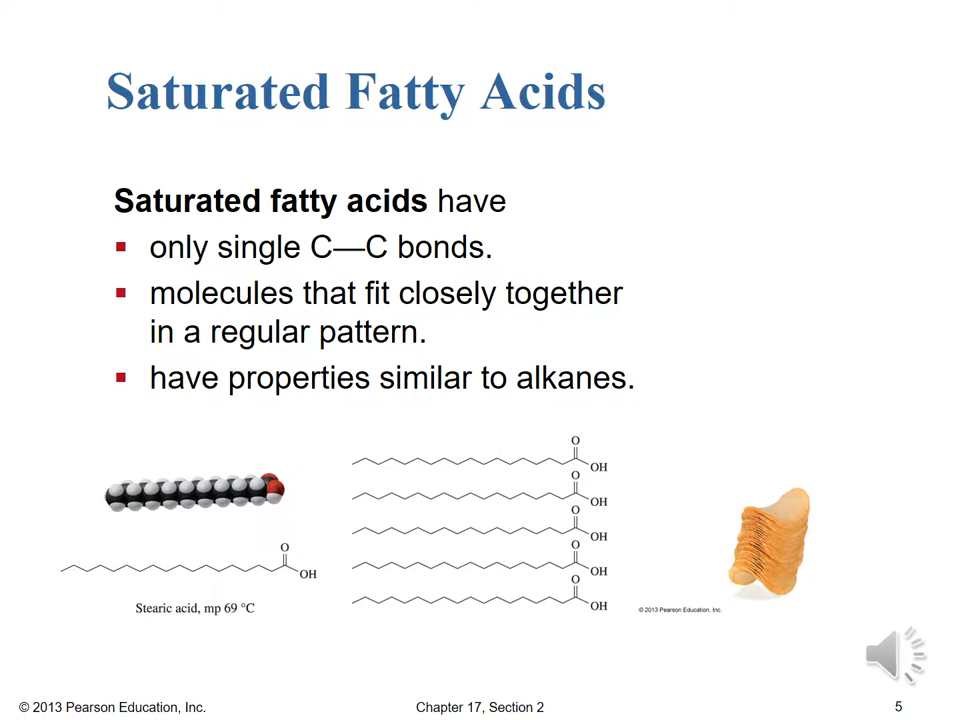 Saturated Fatty Acids
Saturated fatty acids have
▪ only single C—C bonds.
▪ molecules that fit closely together
in a regular pattern.
▪ have properties similar to alkanes.
O
OH
Stearic acid, mp 69 °C
O
OH
O
OH
O
OH
O
OH
O
OH
© 2013 Pearson Education, Inc.
© 2013 Pearson Education, Inc.
Chapter 17, Section 2
5